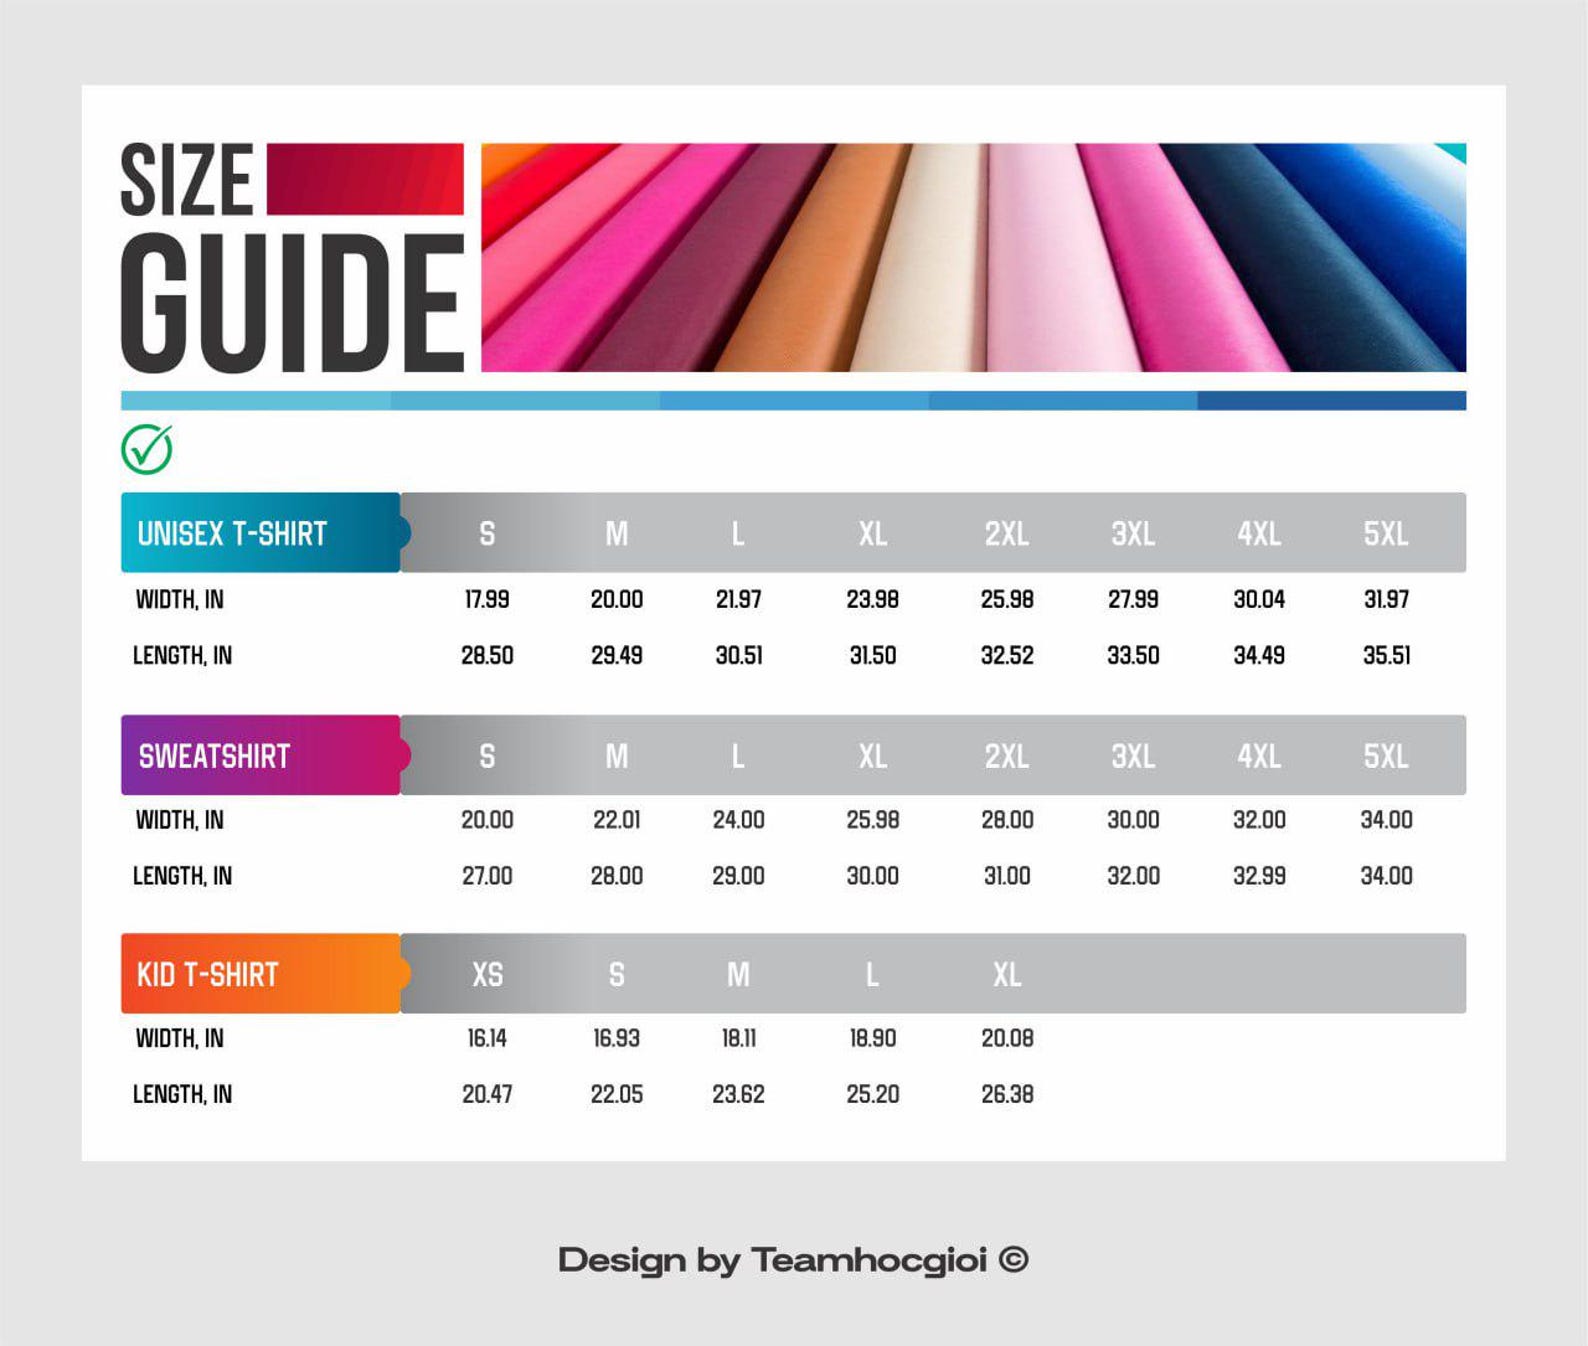 SIZE
GUIDE
UNISEX T-SHIRT S M L XL 2XL 3XL 4XL 5XL
WIDTH, IN 17.99 20.00 21.97 23.98 25.98 27.99 30.04 31.97
LENGTH, IN 28.50 29.49 30.51 31.50 32.52 33.50 34.49 35.51
SWEATSHIRT S M L XL 2XL 3XL 4XL 5XL
WIDTH, IN 20.00 22.01 24.00 25.98 28.00 30.00 32.00 34.00
LENGTH, IN 27.00 28.00 29.00 30.00 31.00 32.00 32.99 34.00
KID T-SHIRT XS S M L XL
WIDTH, IN 16.14 16.93 18.11 18.90 20.08
LENGTH, IN 20.47 22.05 23.62 25.20 26.38
Design by Teamhocgioi ©